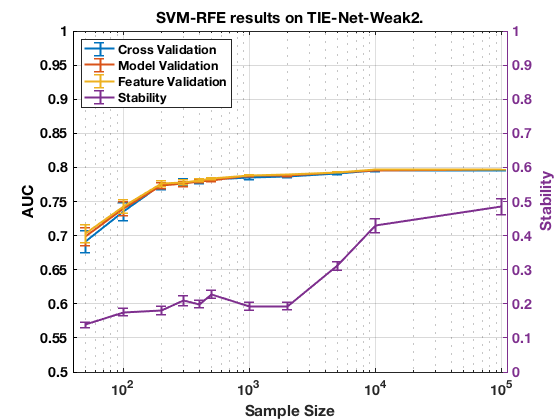 SVM-RFE results on TIE-Net-Weak2.
Cross Validation
Model Validation
Feature Validation
Stability
AUC
1
0.95
0.9
0.85
0.8
0.75
0.7
0.65
0.6
0.55
0.5
1
0.9
0.8
0.7
0.6
0.5
0.4
0.3
0.2
0.1
0
Stability
10² 10³ 10⁴ 10⁵
Sample Size